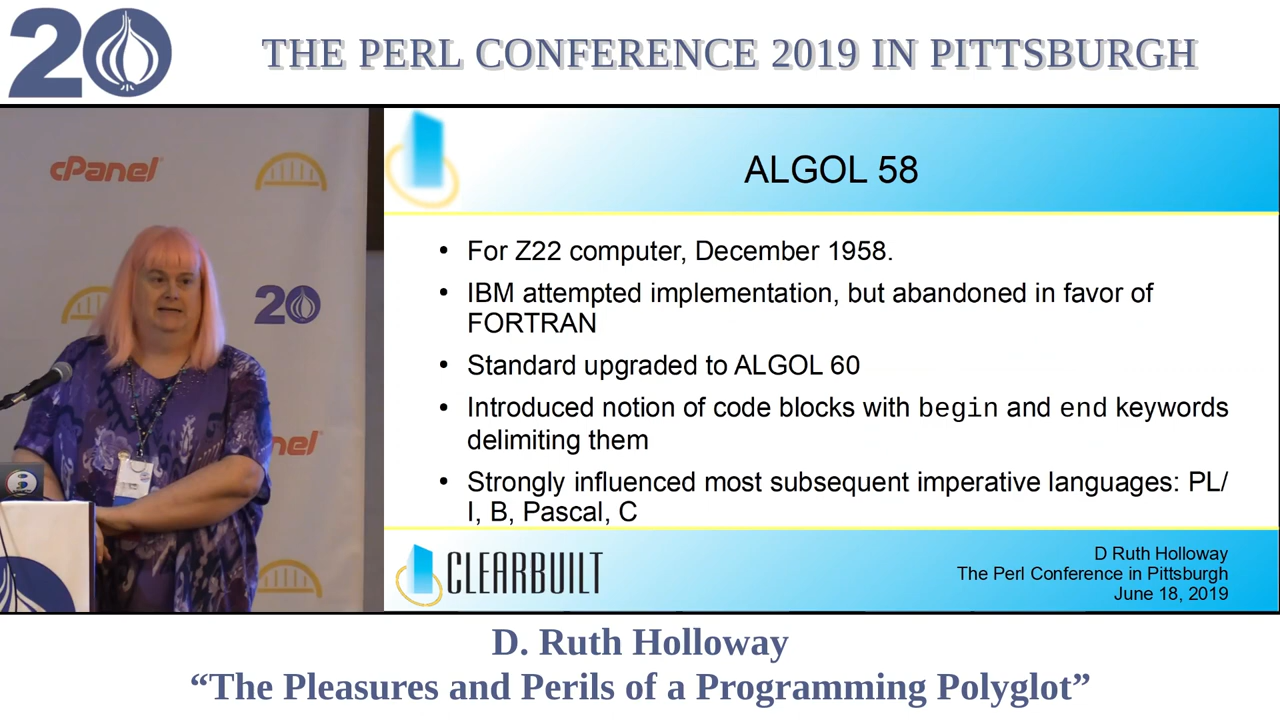 20
THE PERL CONFERENCE 2019 IN PITTSBURGH
cPanel
20
nel
ALGOL 58
• For Z22 computer, December 1958.
• IBM attempted implementation, but abandoned in favor of
FORTRAN
• Standard upgraded to ALGOL 60
• Introduced notion of code blocks with begin and end keywords
delimiting them
• Strongly influenced most subsequent imperative languages: PL/
I, B, Pascal, C
CLEARBUILT
D Ruth Holloway
The Perl Conference in Pittsburgh
June 18, 2019
D. Ruth Holloway
“The Pleasures and Perils of a Programming Polyglot”